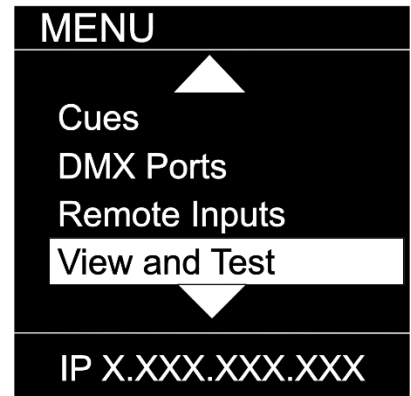 MENU
Cues
DMX Ports
Remote Inputs
View and Test
IP X.XXX.XXX.XXX